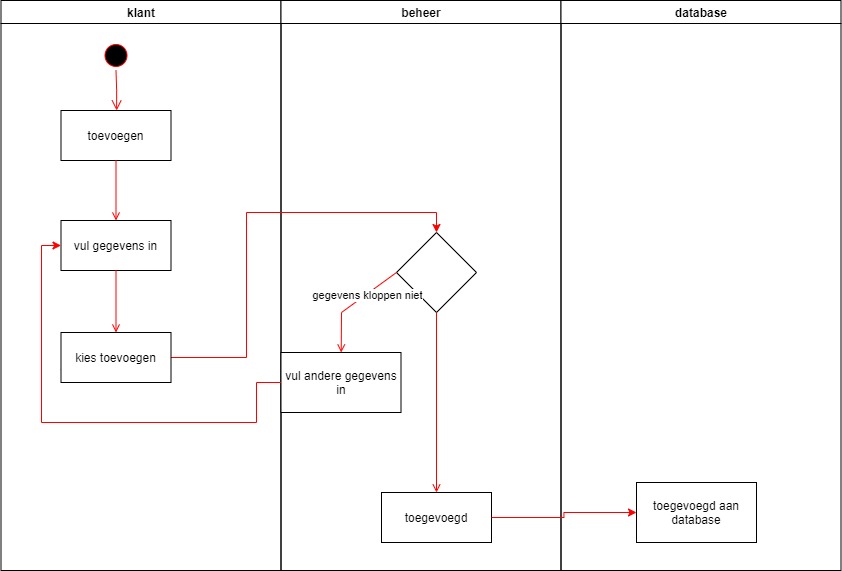 klant
beheer
database
toevoegen
vul gegevens in
kies toevoegen
gegevens kloppen niet
vul andere gegevens
in
toegevoegd
toegevoegd aan
database